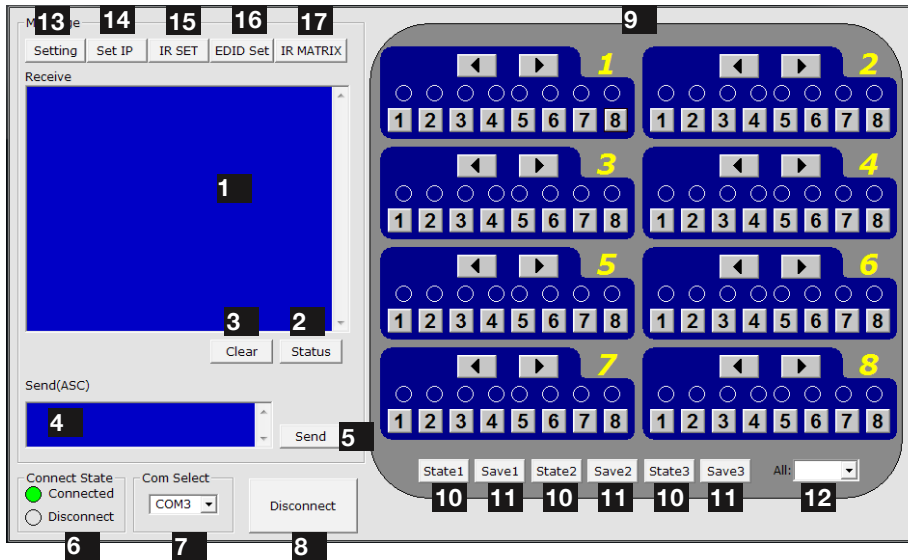 13 14 15 16 17 9
Setting Set IP IR SET EDID Set IR MATRIX
Receive
1
3 2
Clear Status
Send(ASC)
4
Send 5
Connect State
Connected
Disconnect
6
Com Select
COM3
7
Disconnect
8
1
1 2 3 4 5 6 7 8
2
1 2 3 4 5 6 7 8
3
1 2 3 4 5 6 7 8
4
1 2 3 4 5 6 7 8
5
1 2 3 4 5 6 7 8
6
1 2 3 4 5 6 7 8
7
1 2 3 4 5 6 7 8
8
1 2 3 4 5 6 7 8
State1 Save1 State2 Save2 State3 Save3 All:
10 11 10 11 10 11 12